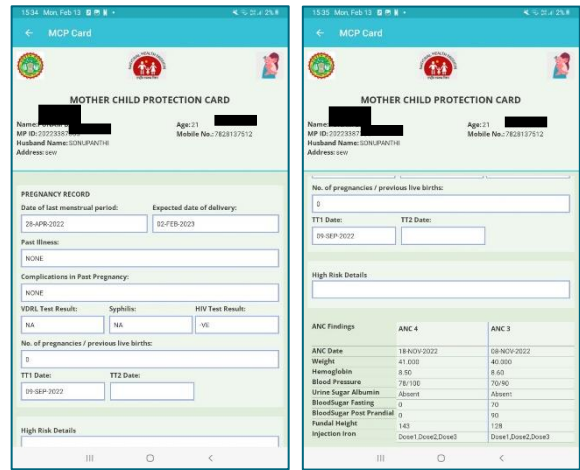 15:34 Mon, Feb 13
MCP Card
MOTHER CHILD PROTECTION CARD
Name:
Age:21
MP ID:20223387
Mobile No.:7828137512
Husband Name:SONUPANTHI
Address:sew
PREGNANCY RECORD
Date of last menstrual period:
Expected date of delivery:
28-APR-2022
02-FEB-2023
Past Illness:
NONE
Complications in Past Pregnancy:
NONE
VDRL Test Result:
Syphilis:
HIV Test Result:
NA
NA
-VE
No. of pregnancies / previous live births:
0
TT1 Date:
TT2 Date:
09-SEP-2022
High Risk Details
15:35 Mon, Feb 13
MCP Card
MOTHER CHILD PROTECTION CARD
Name:
Age:21
MP ID:20223387
Mobile No.:7828137512
Husband Name:SONUPANTHI
Address:sew
No. of pregnancies / previous live births:
0
TT1 Date:
TT2 Date:
09-SEP-2022
High Risk Details
ANC Findings ANC 4 ANC 3
ANC Date 18-NOV-2022 08-NOV-2022
Weight 41.000 40.000
Hemoglobin 8.50 8.60
Blood Pressure 78/100 70/90
Urine Sugar Albumin Absent Absent
BloodSugar Fasting 0 70
BloodSugar Post Prandial 0 90
Fundal Height 143 128
Injection Iron Dose1,Dose2,Dose3 Dose1,Dose2,Dose3